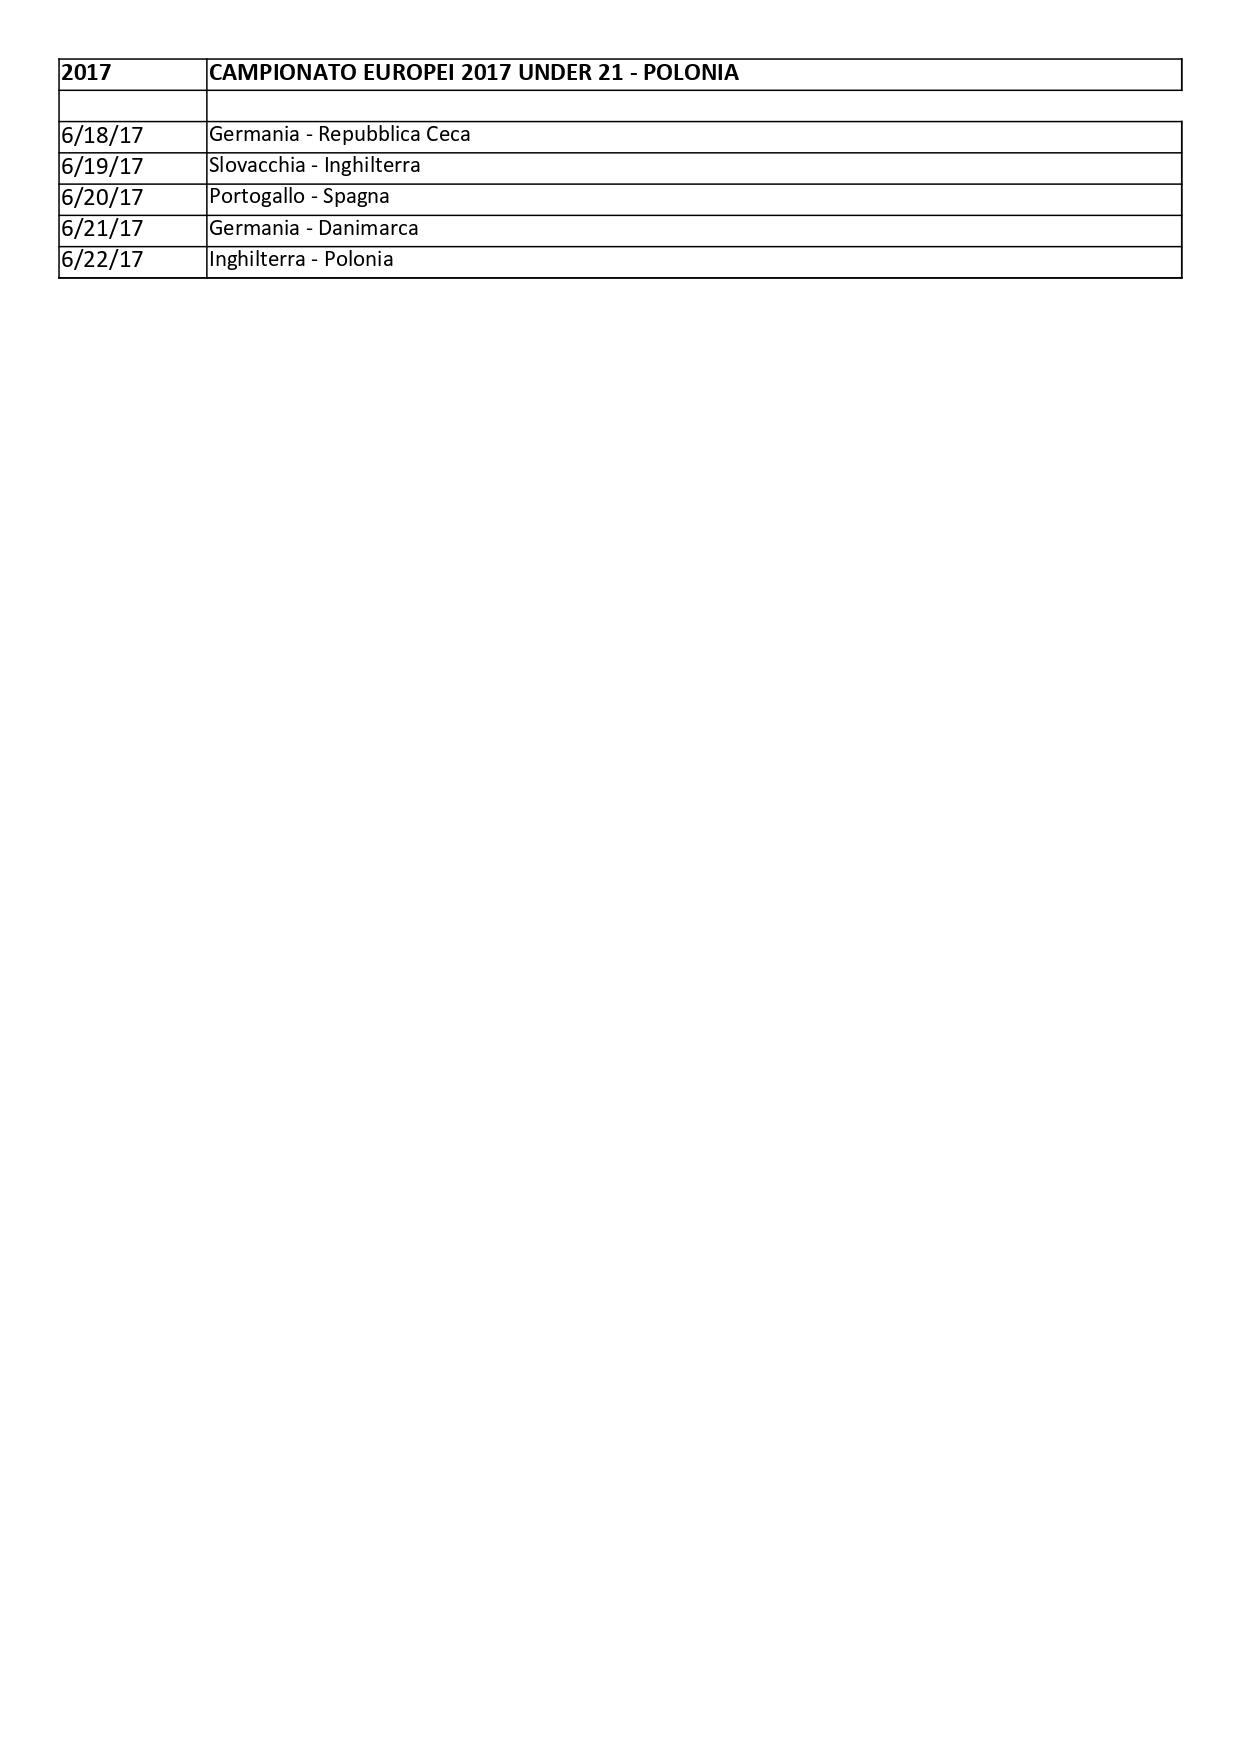 2017 CAMPIONATO EUROPEI 2017 UNDER 21 - POLONIA
6/18/17 Germania - Repubblica Ceca
6/19/17 Slovacchia - Inghilterra
6/20/17 Portogallo - Spagna
6/21/17 Germania - Danimarca
6/22/17 Inghilterra - Polonia